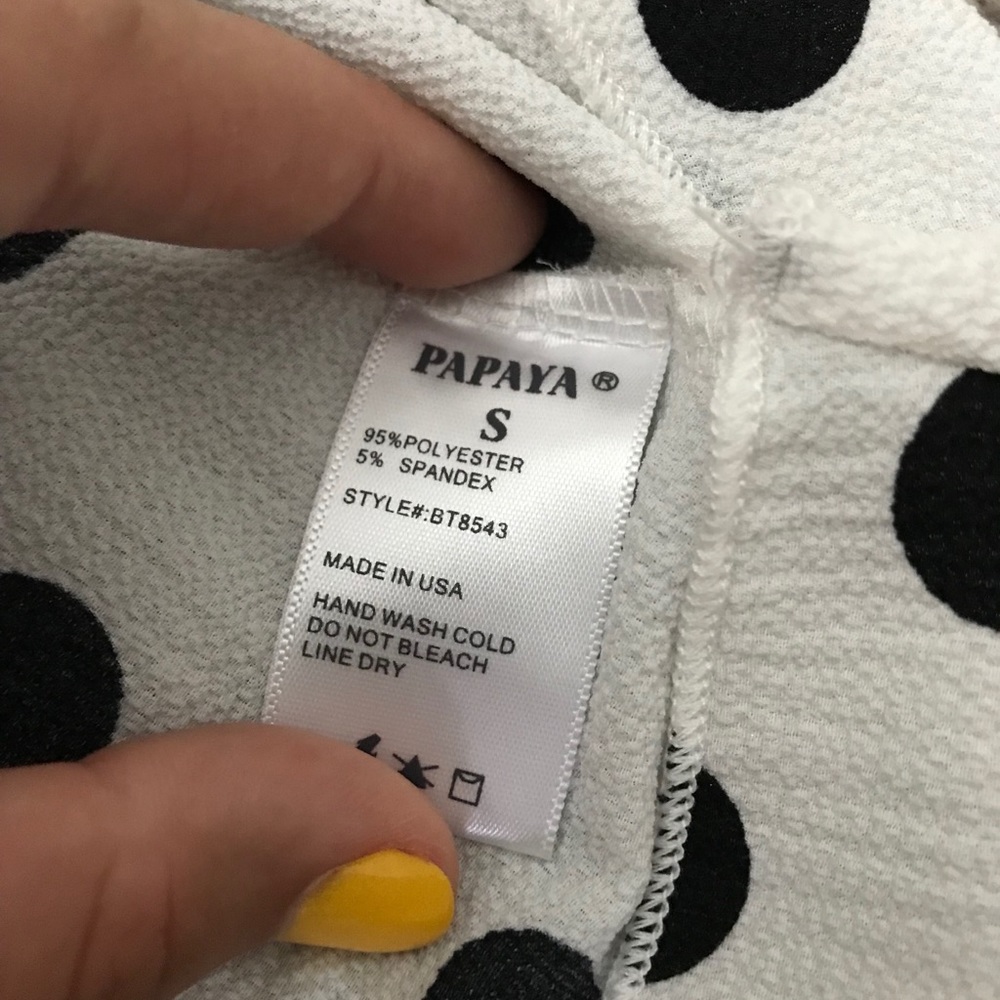 PAPAYA ®
S
95%POLYESTER
5% SPANDEX
STYLE#:BT8543
MADE IN USA
HAND WASH COLD
DO NOT BLEACH
LINE DRY